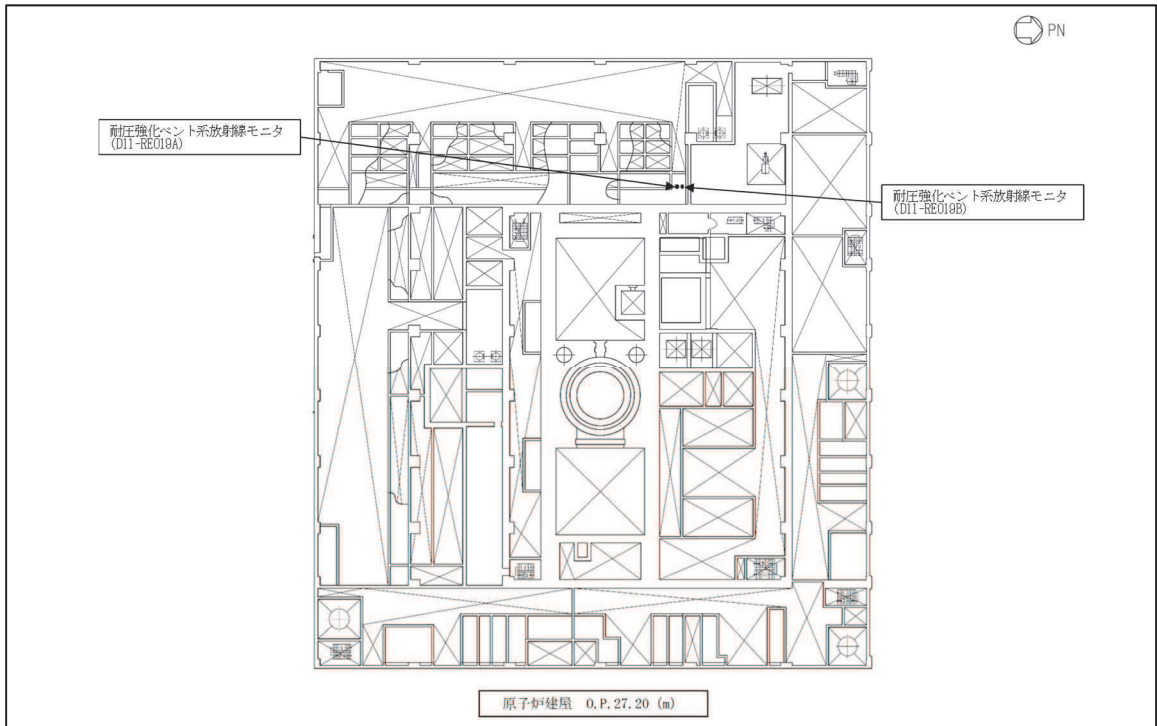 PN
耐圧強化ベント系放射線モニタ
(D11-RE019A)
耐圧強化ベント系放射線モニタ
(D11-RE019B)
原子炉建屋 O.P.27.20 (m)